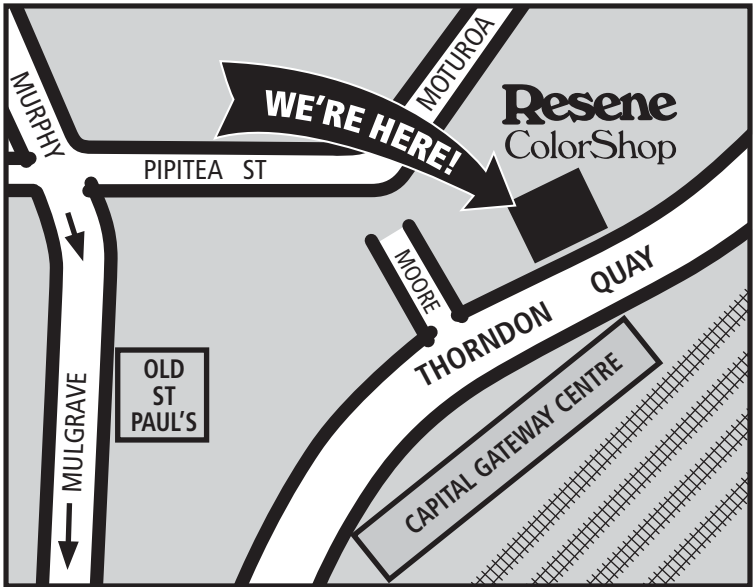 MOTUROA
MURPHY
WE'RE HERE!
Resene
ColorShop
PIPITEA ST
MOORE
THORNDON QUAY
OLD
ST
PAUL'S
MULGRAVE
CAPITAL GATEWAY CENTRE